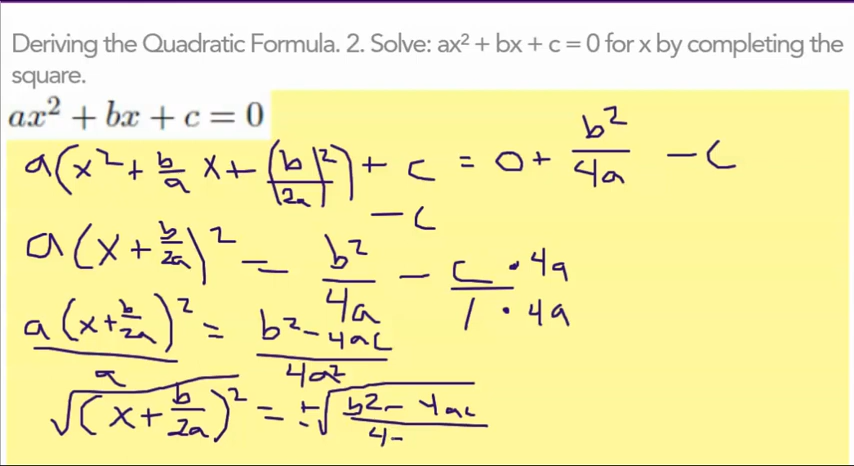 Deriving the Quadratic Formula. 2. Solve: ax² + bx + c = 0 for x by completing the
square.
ax² + bx + c = 0
a(x² + b/a x + (b/2a)²) + c = 0 + b²/4a - c
- c
a(x + b/2a)² = b²/4a - c/1 · 4a/· 4a
a(x + b/2a)²/a = b² - 4ac/4a²
√(x + b/2a)² = ±√b² - 4ac/4-